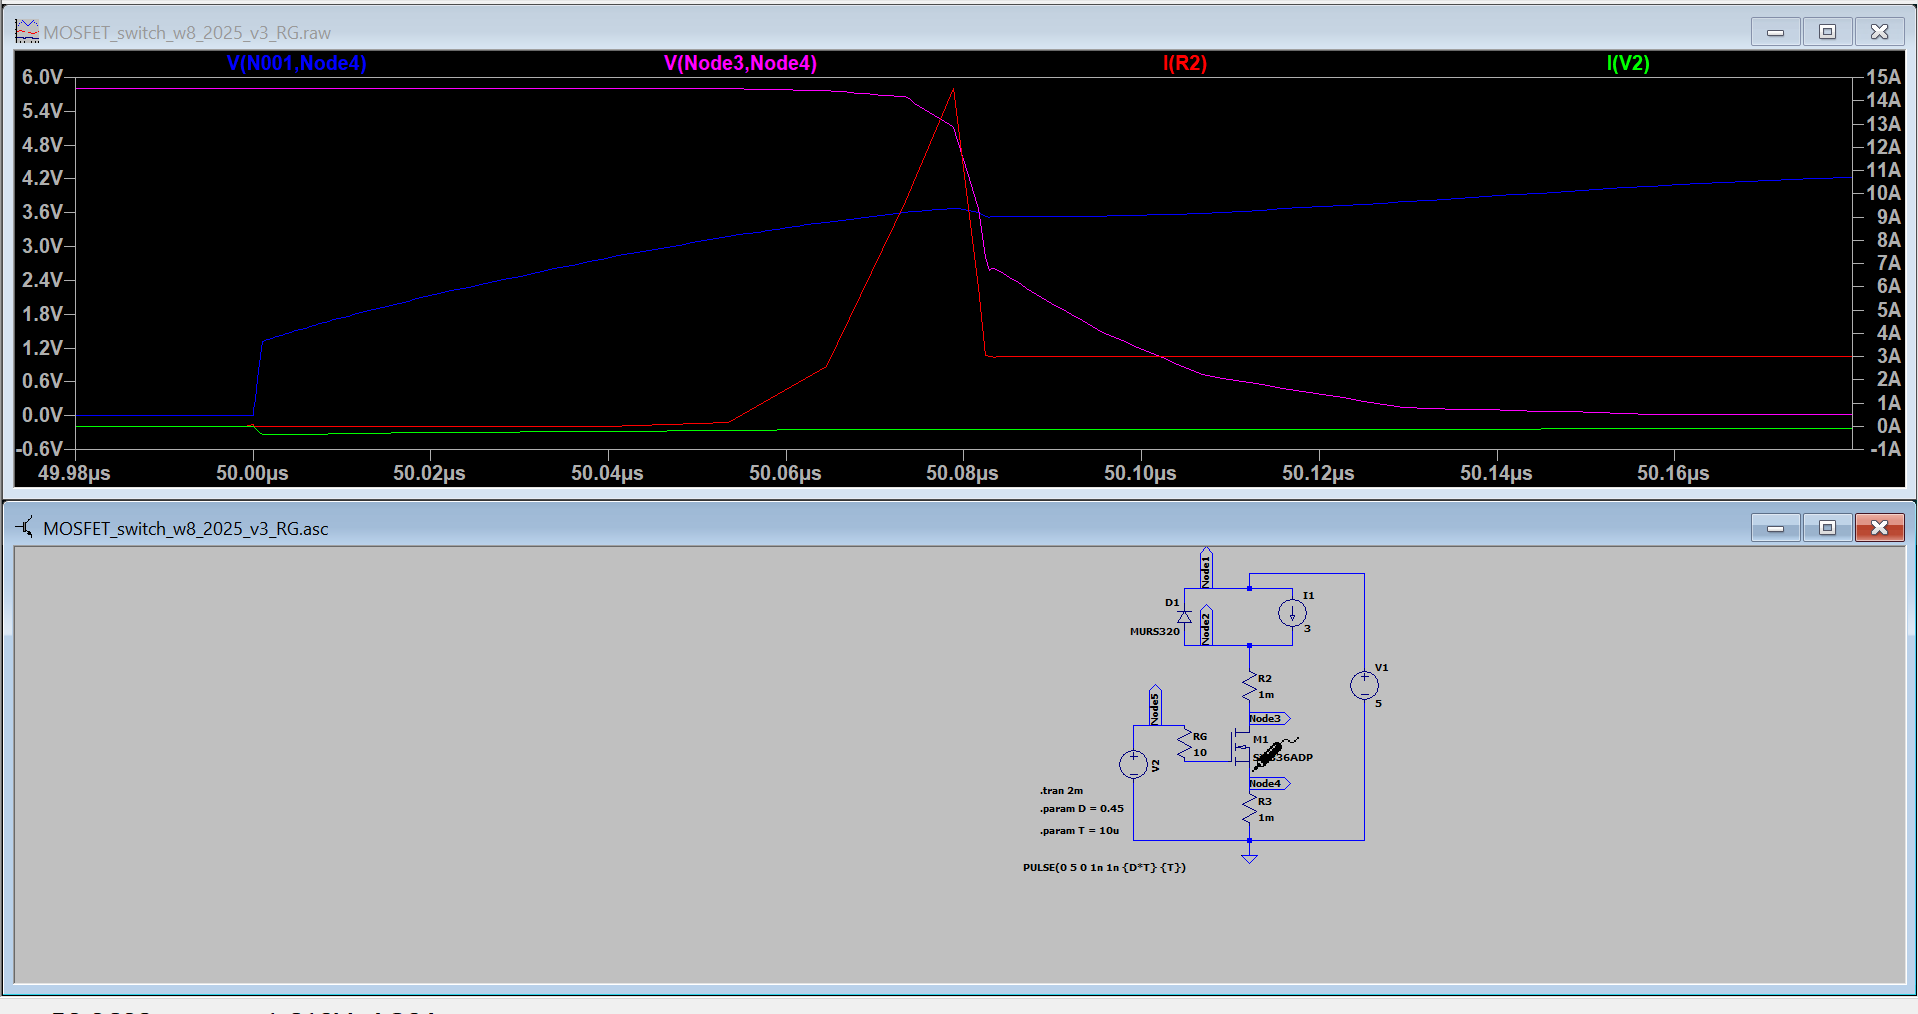 MOSFET_switch_w8_2025_v3_RG.raw
V(N001,Node4) V(Node3,Node4) I(R2) I(V2)
6.0V 15A
5.4V 14A
4.8V 13A
4.2V 12A
3.6V 11A
3.0V 10A
2.4V 9A
1.8V 8A
1.2V 7A
0.6V 6A
0.0V 5A
-0.6V 4A
3A
2A
1A
0A
-1A
49.98µs 50.00µs 50.02µs 50.04µs 50.06µs 50.08µs 50.10µs 50.12µs 50.14µs 50.16µs
MOSFET_switch_w8_2025_v3_RG.asc
Node1
D1
MURS320
Node2
I1
3
R2
1m
V1
5
Node3
Node5
RG
10
M1
V2
Node4
R3
1m
.tran 2m
.param D = 0.45
.param T = 10u
PULSE(0 5 0 1n 1n {D*T} {T})